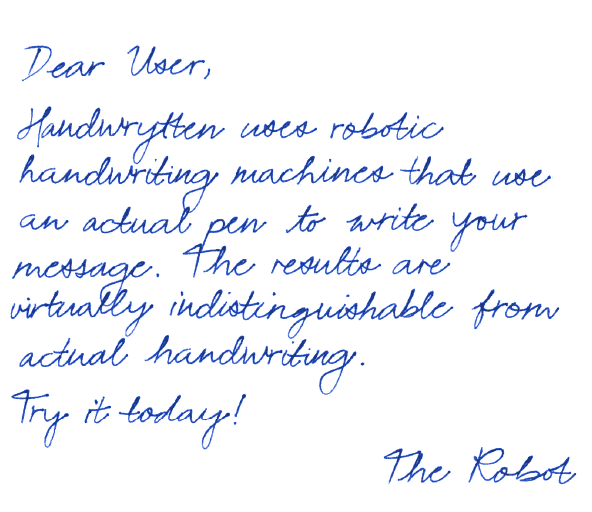 Dear User,
Handwrytten uses robotic
handwriting machines that use
an actual pen to write your
message. The results are
virtually indistinguishable from
actual handwriting.
Try it today!
The Robot